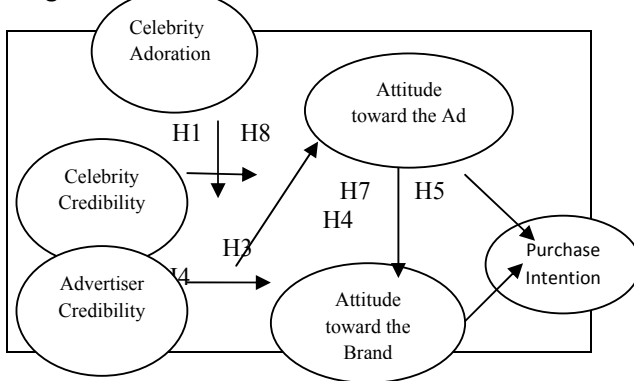 Celebrity
Adoration
Attitude
toward the Ad
H1 H8
Celebrity
Credibility
H7 H5
H4
H3
Purchase
Intention
Advertiser
Credibility
Attitude
toward the
Brand